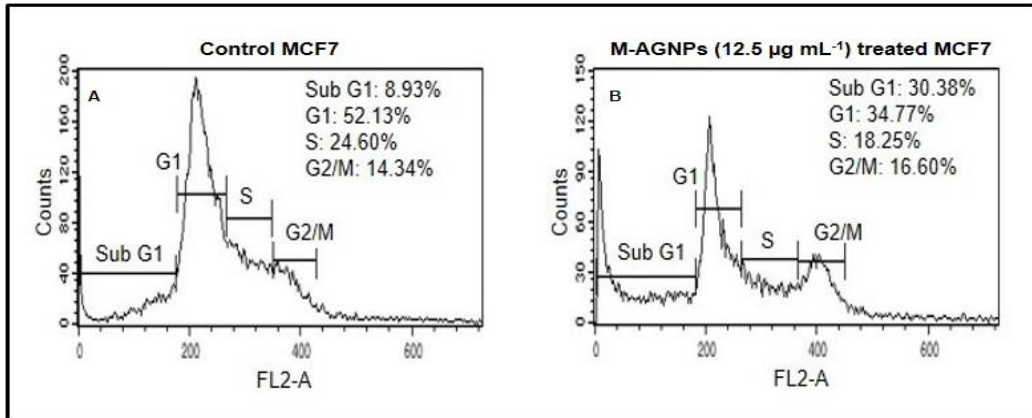 Control MCF7
A
Sub G1: 8.93%
G1: 52.13%
S: 24.60%
G2/M: 14.34%
G1
S
G2/M
Sub G1
Counts
200
160
120
80
40
0
0
200
400
600
FL2-A
M-AGNPs (12.5 µg mL⁻¹) treated MCF7
B
Sub G1: 30.38%
G1: 34.77%
S: 18.25%
G2/M: 16.60%
G1
S
G2/M
Sub G1
Counts
150
120
90
60
30
0
0
200
400
600
FL2-A